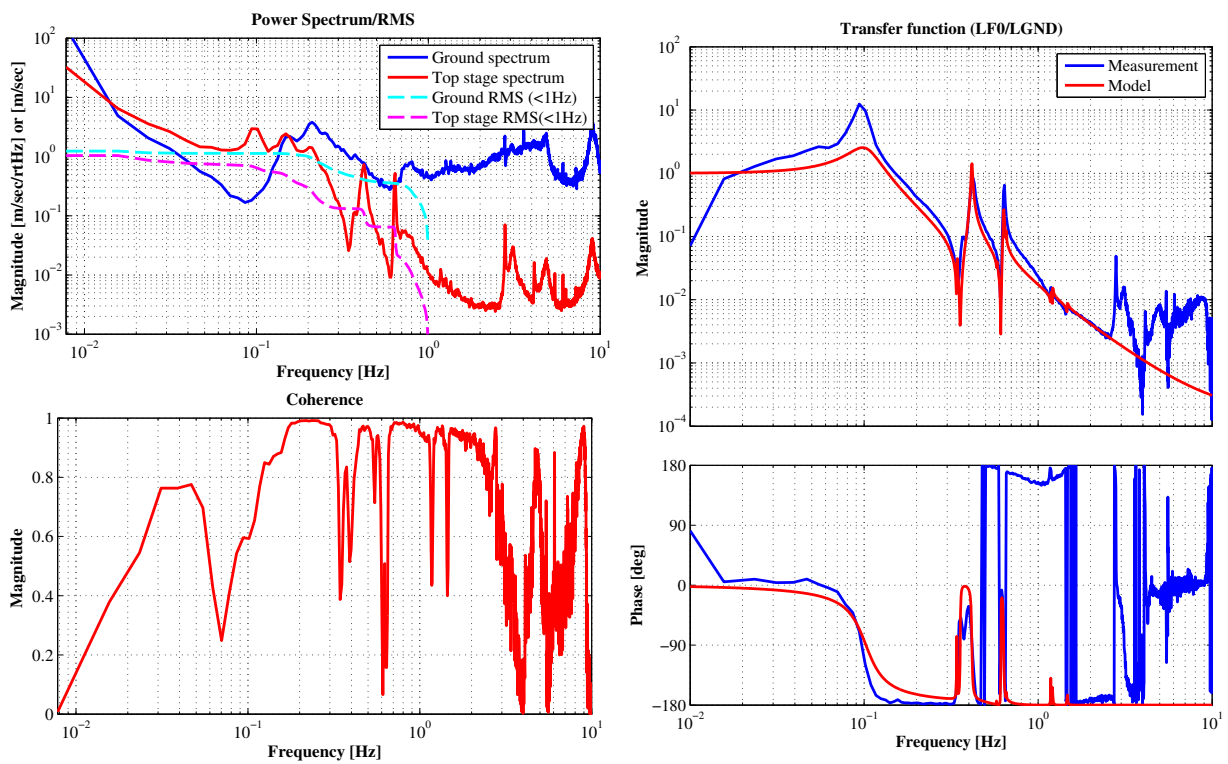 Power Spectrum/RMS
Magnitude [m/sec/rtHz] or [m/sec]
10^2
10^1
10^0
10^-1
10^-2
10^-3
Ground spectrum
Top stage spectrum
Ground RMS (<1Hz)
Top stage RMS(<1Hz)
10^-2
10^-1
10^0
10^1
Frequency [Hz]
Coherence
Magnitude
1
0.8
0.6
0.4
0.2
0
10^-2
10^-1
10^0
10^1
Frequency [Hz]
Transfer function (LF0/LGND)
Magnitude
10^2
10^1
10^0
10^-1
10^-2
10^-3
10^-4
Measurement
Model
Phase [deg]
180
90
0
−90
−180
10^-2
10^-1
10^0
10^1
Frequency [Hz]